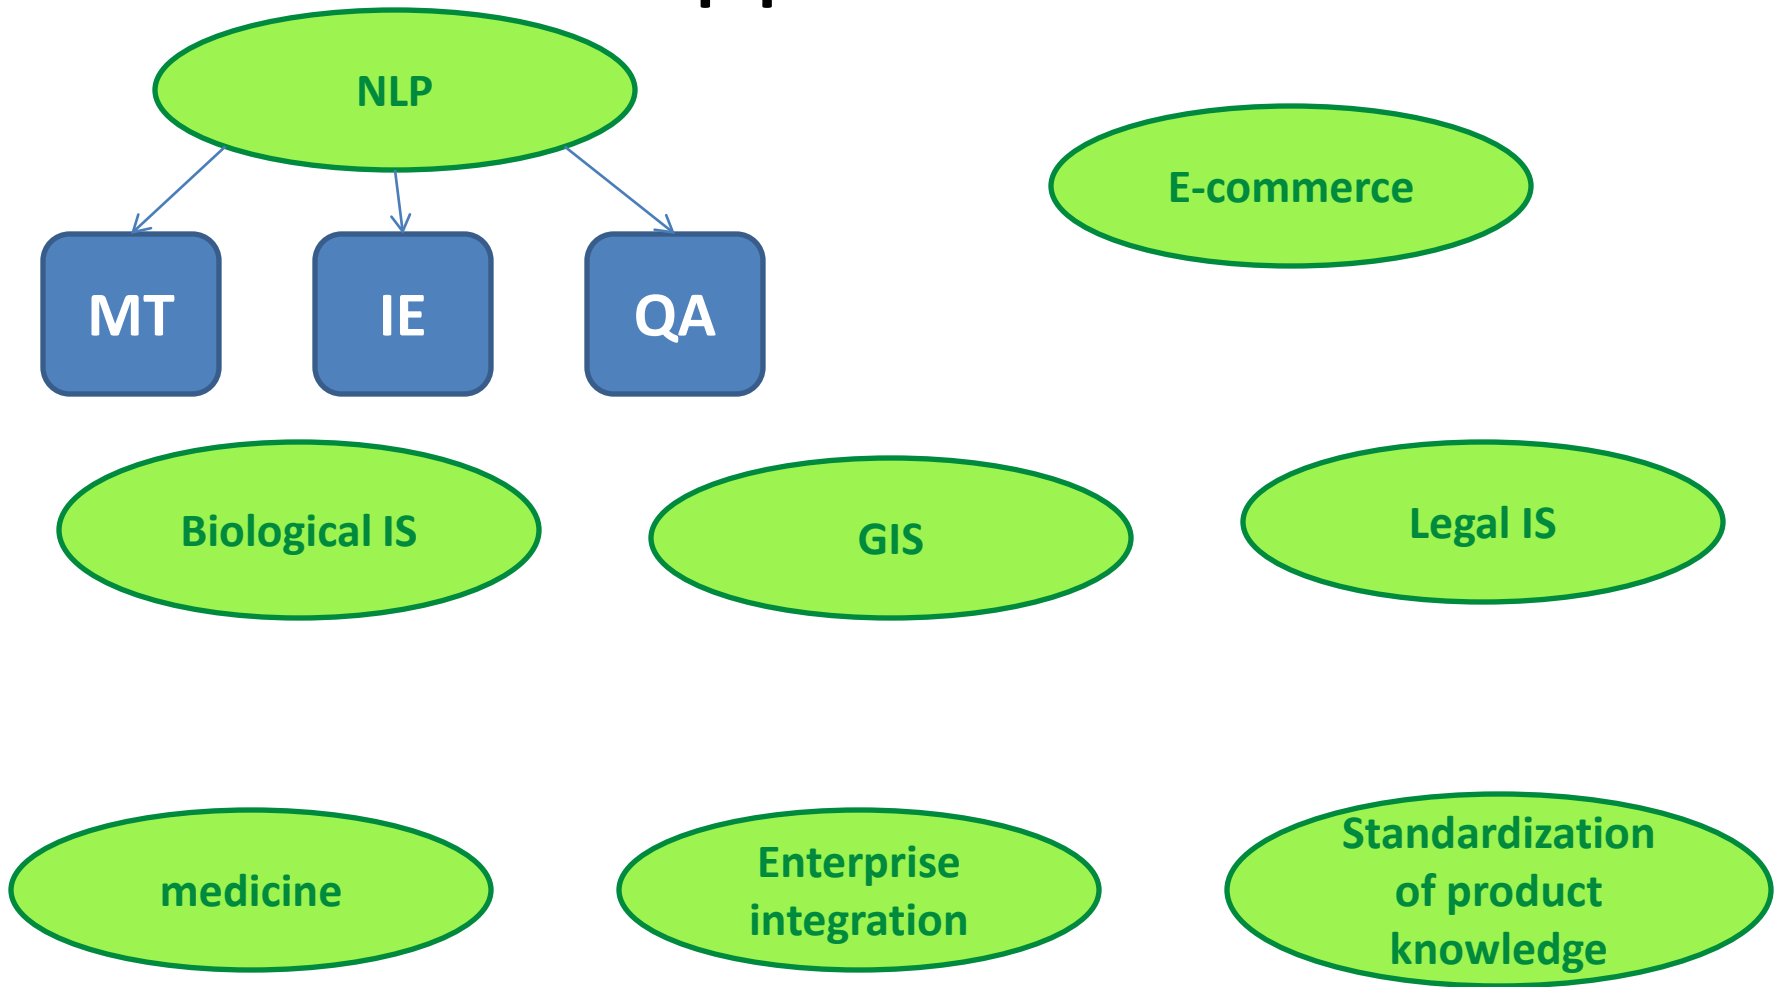 NLP
E-commerce
MT
IE
QA
Biological IS
GIS
Legal IS
medicine
Enterprise
integration
Standardization
of product
knowledge